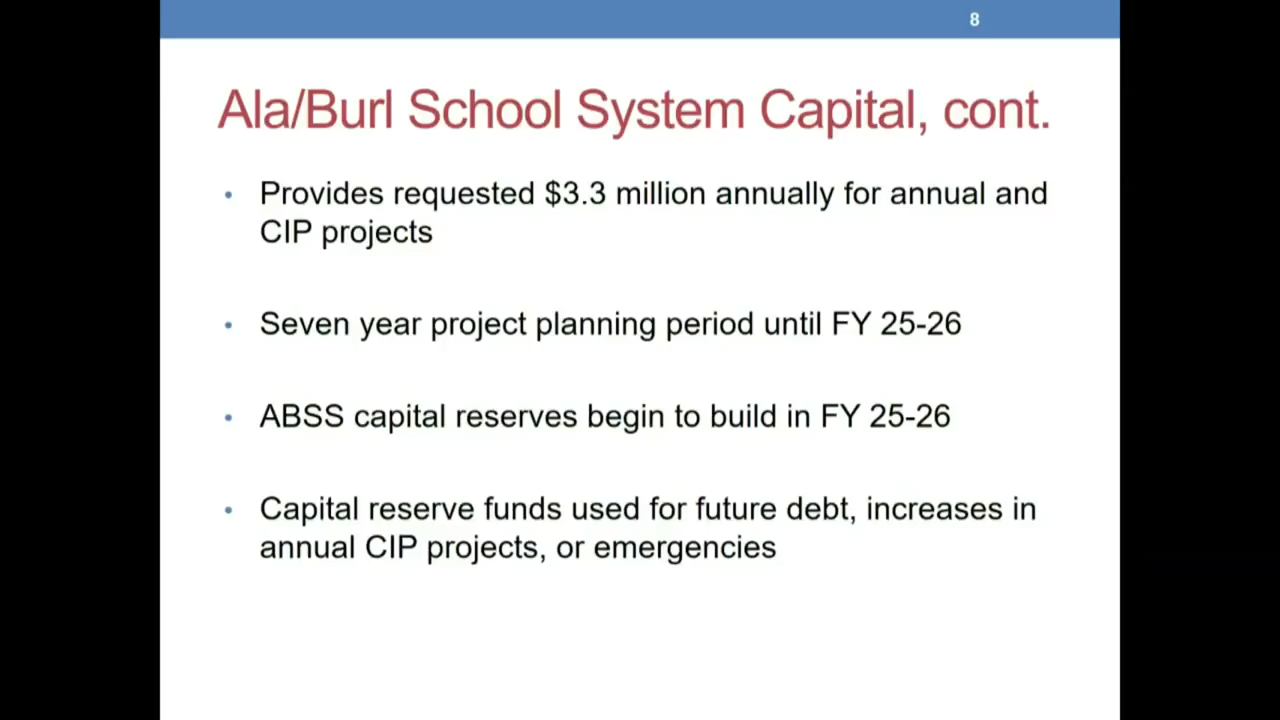 8
Ala/Burl School System Capital, cont.
• Provides requested $3.3 million annually for annual and
CIP projects
• Seven year project planning period until FY 25-26
• ABSS capital reserves begin to build in FY 25-26
• Capital reserve funds used for future debt, increases in
annual CIP projects, or emergencies